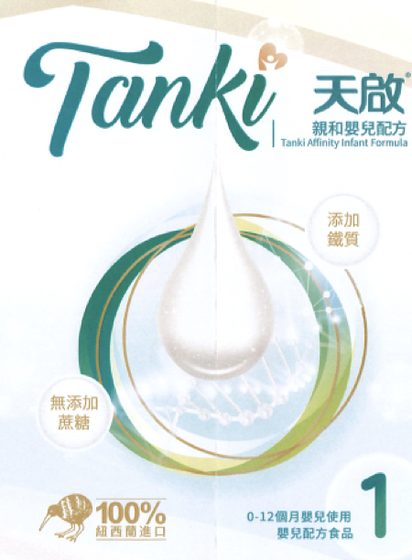 Tanki
天啟®
親和嬰兒配方
Tanki Affinity Infant Formula
添加
鐵質
無添加
蔗糖
100%
紐西蘭進口
0-12個月嬰兒使用
嬰兒配方食品
1